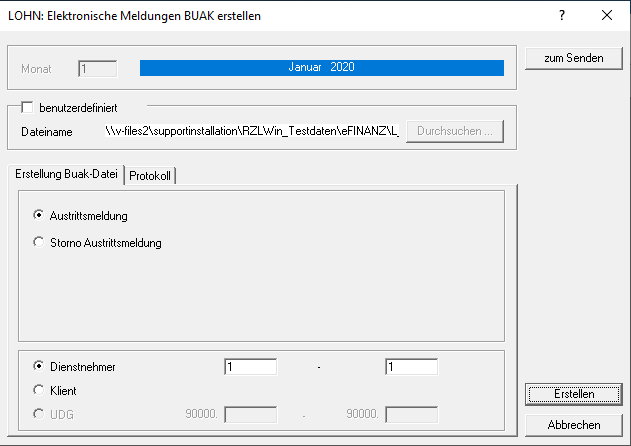 LOHN: Elektronische Meldungen BUAK erstellen ?
zum Senden
Monat 1 Januar 2020
benutzerdefiniert
Dateiname \\v-files2\supportinstallation\RZLWin_Testdaten\eFINANZ\L_ Durchsuchen ...
Erstellung Buak-Datei Protokoll
Austrittsmeldung
Storno Austrittsmeldung
Dienstnehmer 1 - 1
Klient
UDG 90000. - 90000.
Erstellen
Abbrechen